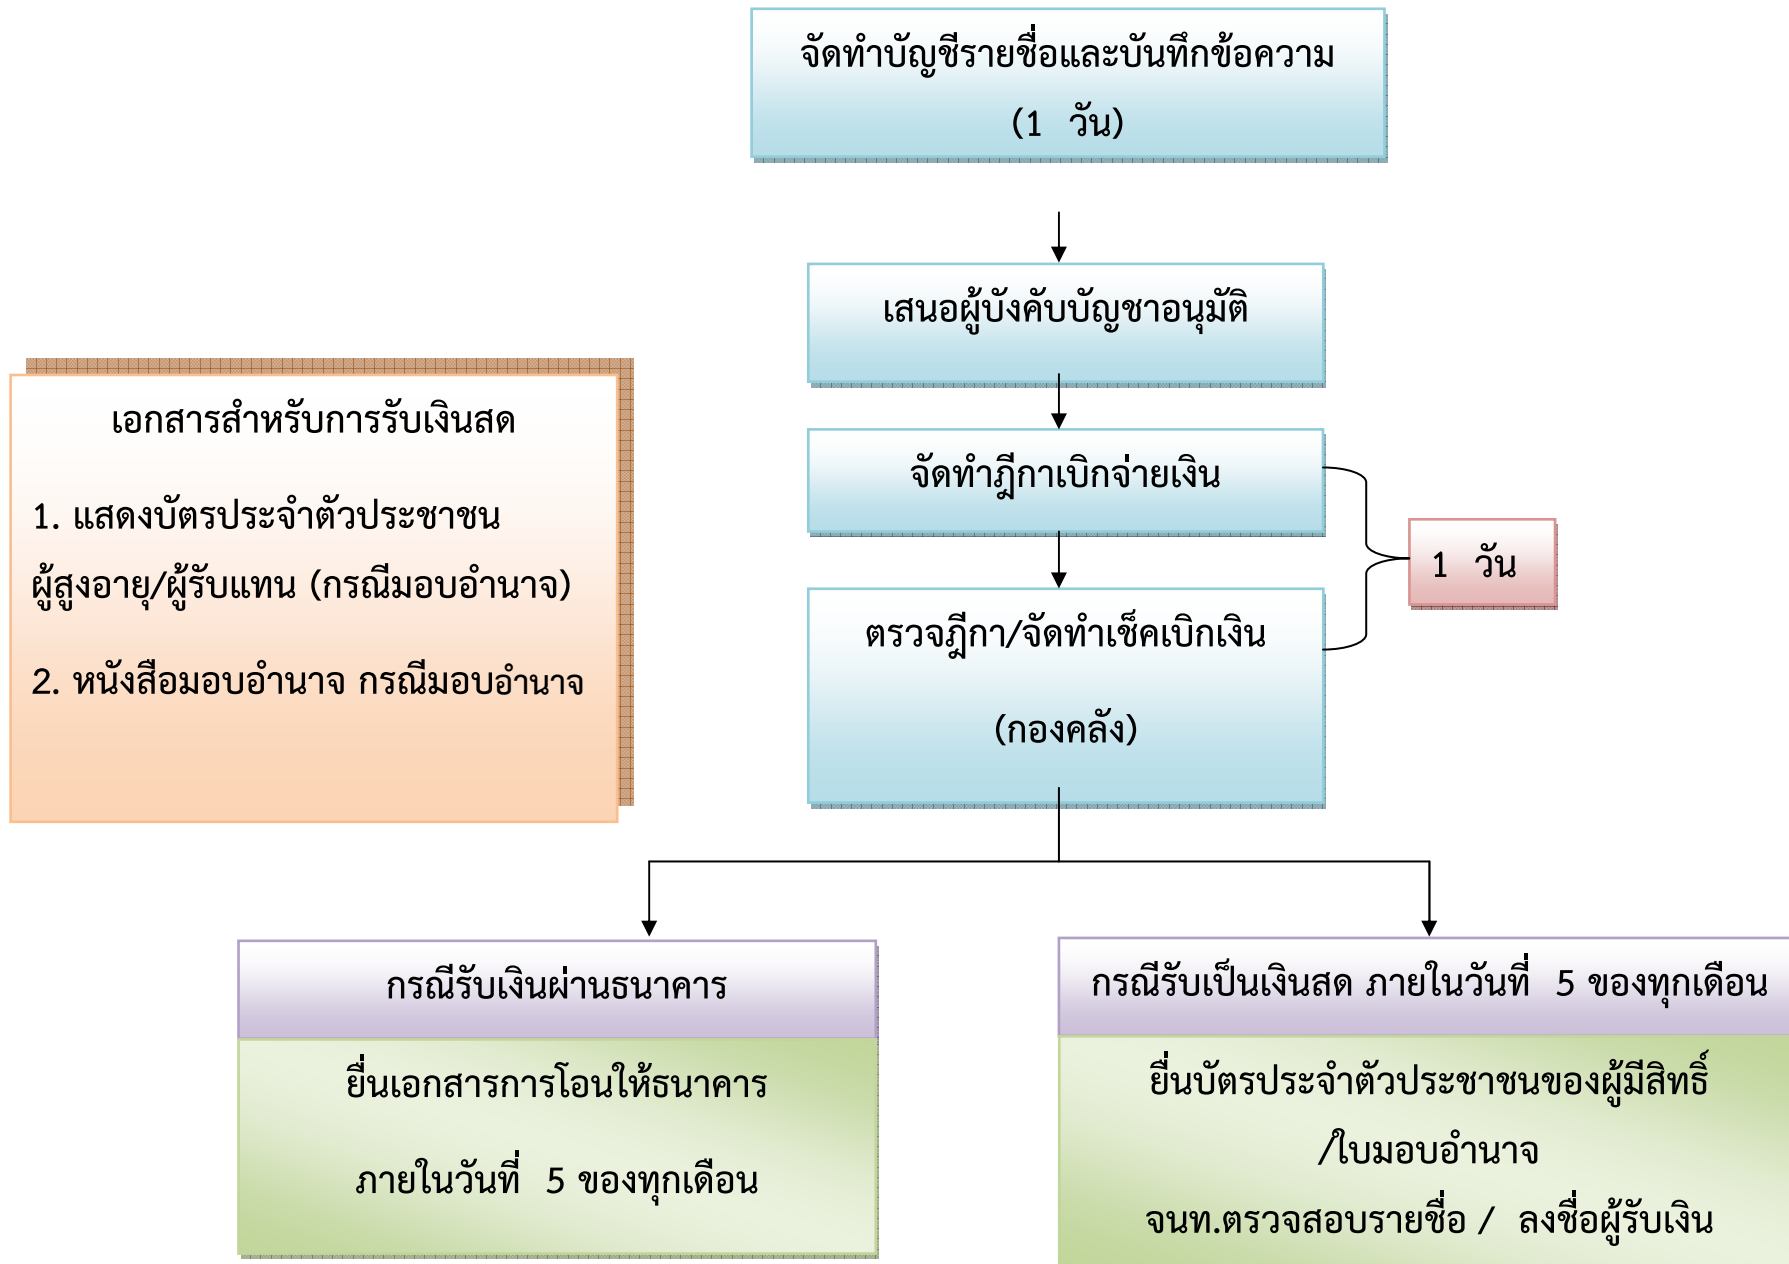 จัดทำบัญชีรายชื่อและบันทึกข้อความ
(1 วัน)
เสนอผู้บังคับบัญชาอนุมัติ
จัดทำฎีกาเบิกจ่ายเงิน
1 วัน
ตรวจฎีกา/จัดทำเช็คเบิกเงิน
(กองคลัง)
เอกสารสำหรับการรับเงินสด
1. แสดงบัตรประจำตัวประชาชน
ผู้สูงอายุ/ผู้รับแทน (กรณีมอบอำนาจ)
2. หนังสือมอบอำนาจ กรณีมอบอำนาจ
กรณีรับเงินผ่านธนาคาร
ยื่นเอกสารการโอนให้ธนาคาร
ภายในวันที่ 5 ของทุกเดือน
กรณีรับเป็นเงินสด ภายในวันที่ 5 ของทุกเดือน
ยื่นบัตรประจำตัวประชาชนของผู้มีสิทธิ์
/ใบมอบอำนาจ
จนท.ตรวจสอบรายชื่อ / ลงชื่อผู้รับเงิน